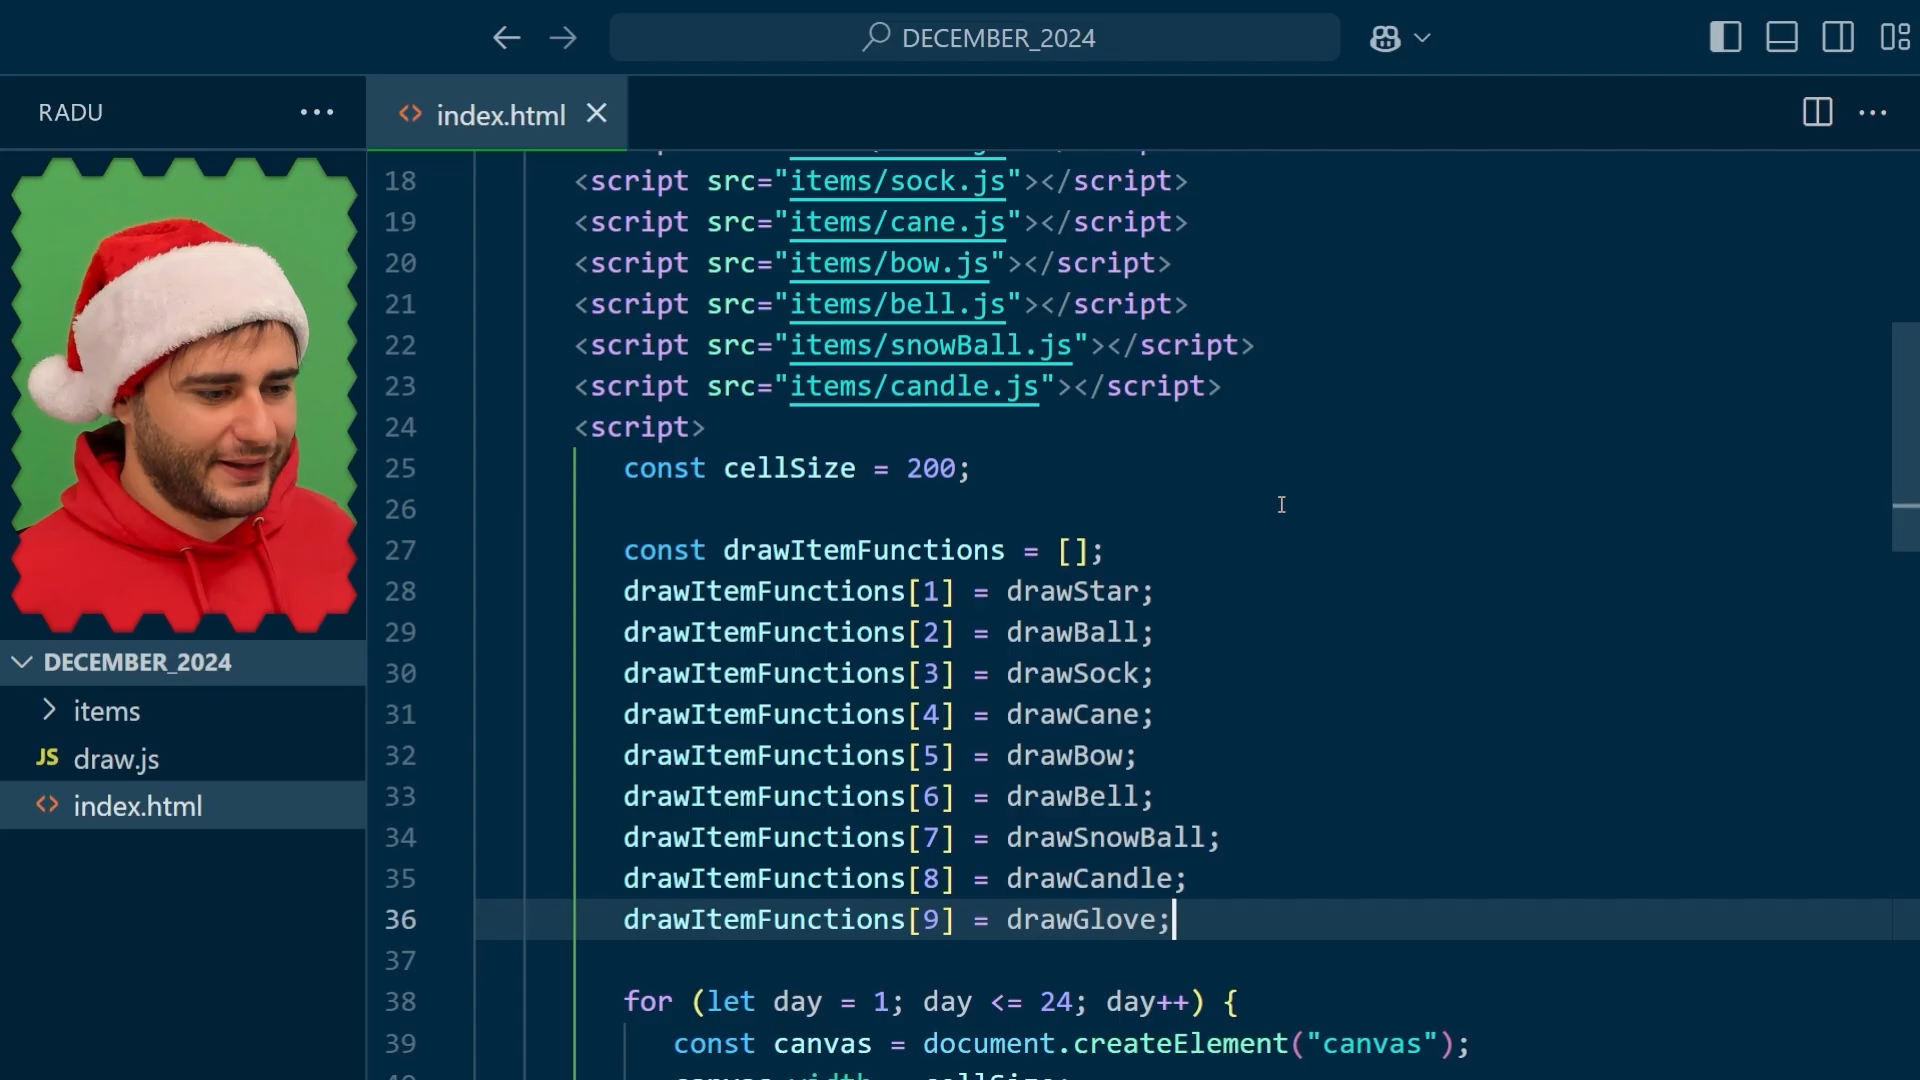 DECEMBER_2024
RADU
index.html
18 <script src="items/sock.js"></script>
19 <script src="items/cane.js"></script>
20 <script src="items/bow.js"></script>
21 <script src="items/bell.js"></script>
22 <script src="items/snowBall.js"></script>
23 <script src="items/candle.js"></script>
24 <script>
25 const cellSize = 200;
26
27 const drawItemFunctions = [];
28 drawItemFunctions[1] = drawStar;
29 drawItemFunctions[2] = drawBall;
30 drawItemFunctions[3] = drawSock;
31 drawItemFunctions[4] = drawCane;
32 drawItemFunctions[5] = drawBow;
33 drawItemFunctions[6] = drawBell;
34 drawItemFunctions[7] = drawSnowBall;
35 drawItemFunctions[8] = drawCandle;
36 drawItemFunctions[9] = drawGlove;
37
38 for (let day = 1; day <= 24; day++) {
39 const canvas = document.createElement("canvas");
DECEMBER_2024
items
JS draw.js
index.html